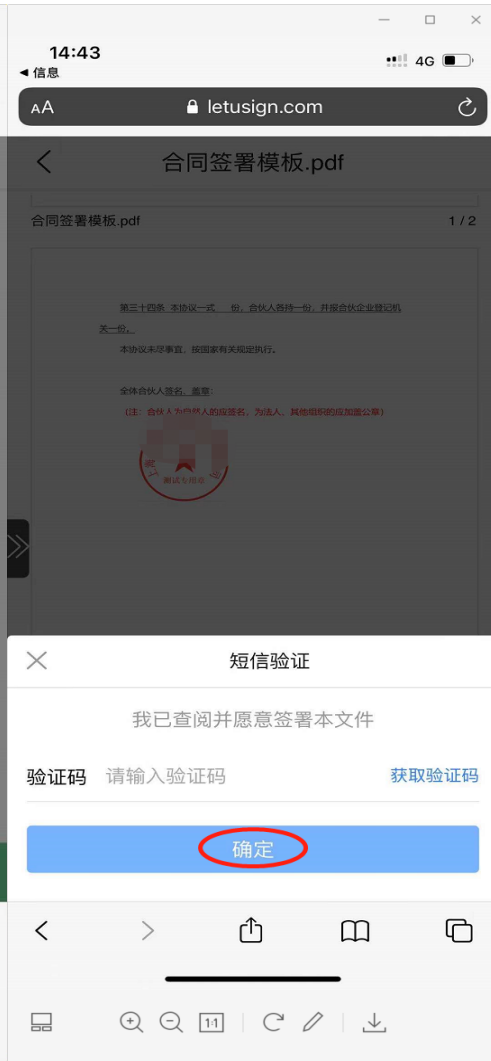 14:43
4G
◀信息
AA letusign.com
合同签署模板.pdf
合同签署模板.pdf 1 / 2
第三十四条 本协议一式 份，合伙人各持一份，并报合伙企业登记机
关一份。
本协议未尽事宜，按国家有关规定执行。
全体合伙人签名、盖章：
(注：合伙人为自然人的应签名，为法人、其他组织的应加盖公章)
测试专用章
短信验证
我已查阅并愿意签署本文件
验证码 请输入验证码 获取验证码
确定
1:1